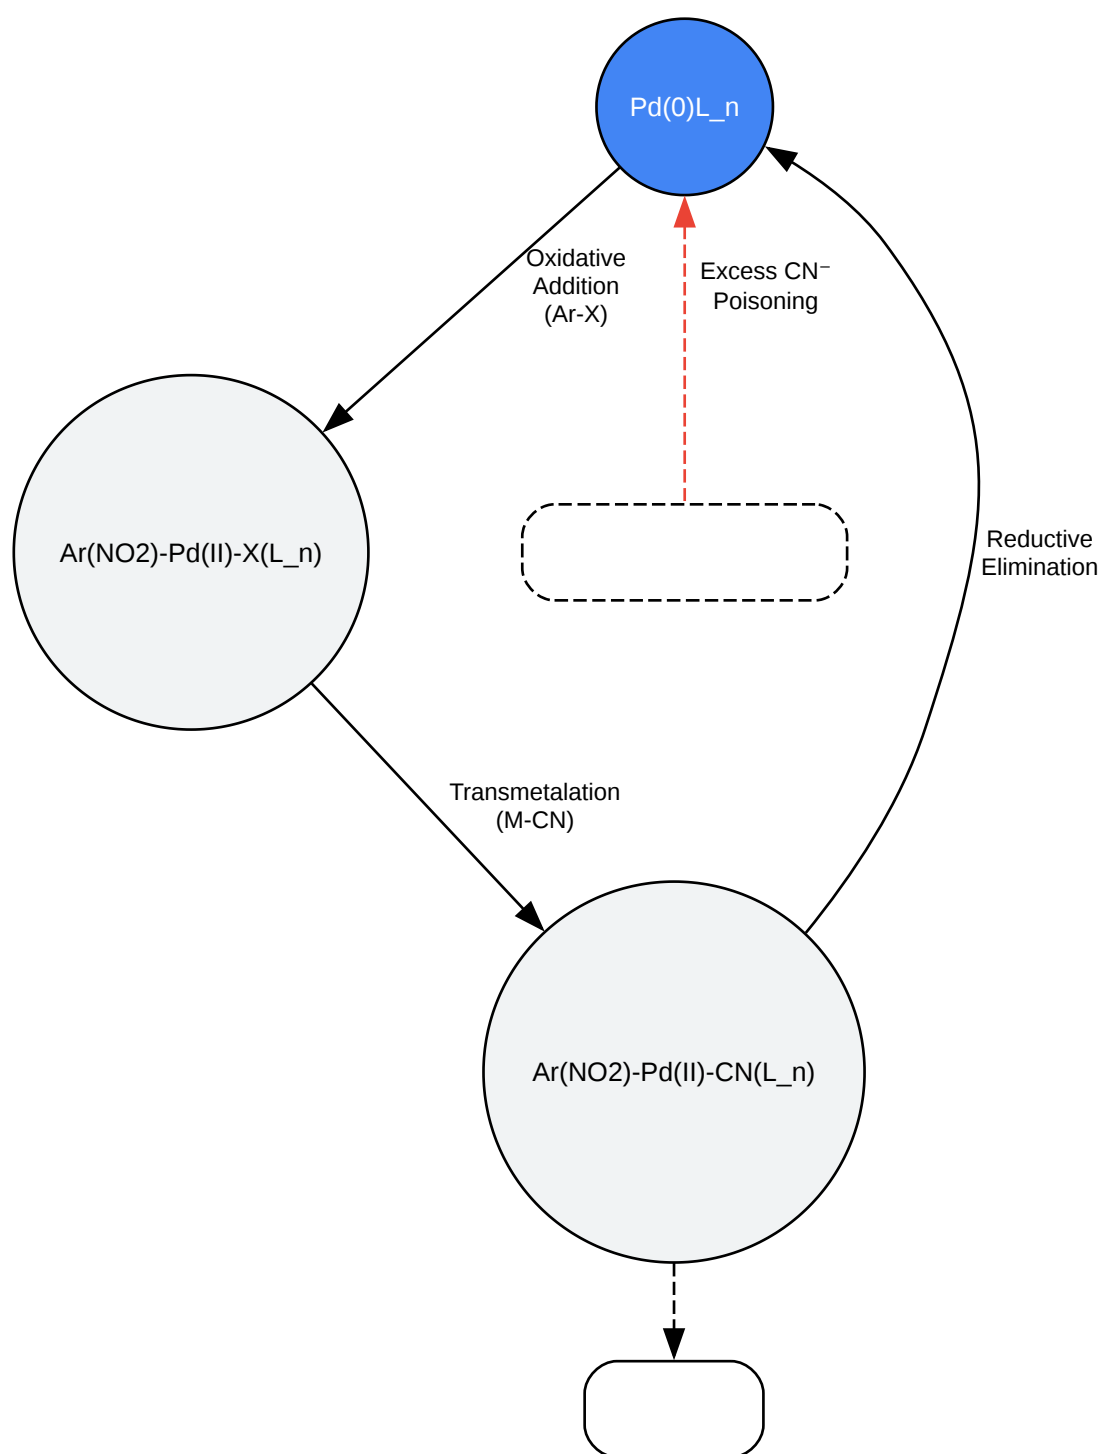 Pd(0)L_n
Oxidative
Addition
(Ar-X)
Excess CN⁻
Poisoning
Ar(NO2)-Pd(II)-X(L_n)
Reductive
Elimination
Transmetalation
(M-CN)
Ar(NO2)-Pd(II)-CN(L_n)